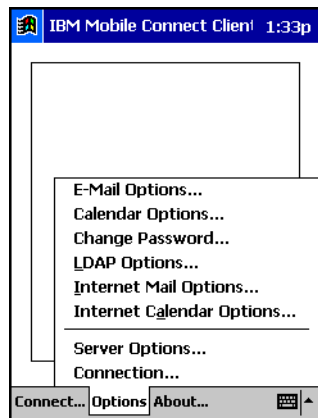 IBM Mobile Connect Client 1:33p
E-Mail Options...
Calendar Options...
Change Password...
LDAP Options...
Internet Mail Options...
Internet Calendar Options...
Server Options...
Connection...
Connect... Options About...